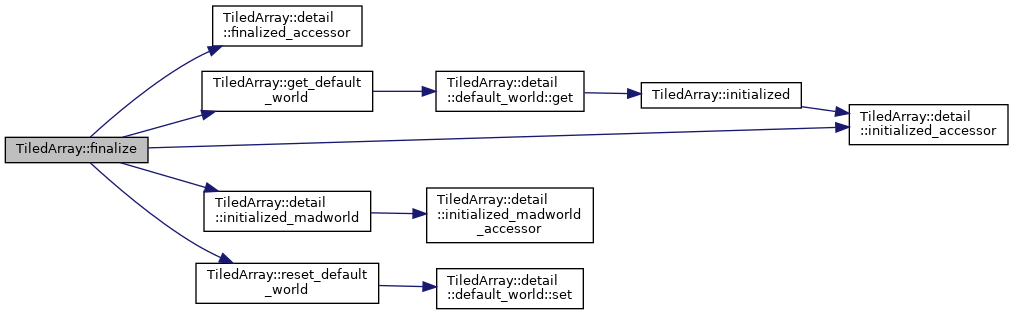 TiledArray::detail
::finalized_accessor
TiledArray::get_default
_world
TiledArray::detail
::default_world::get
TiledArray::initialized
TiledArray::detail
::initialized_accessor
TiledArray::finalize
TiledArray::detail
::initialized_madworld
TiledArray::detail
::initialized_madworld
_accessor
TiledArray::reset_default
_world
TiledArray::detail
::default_world::set